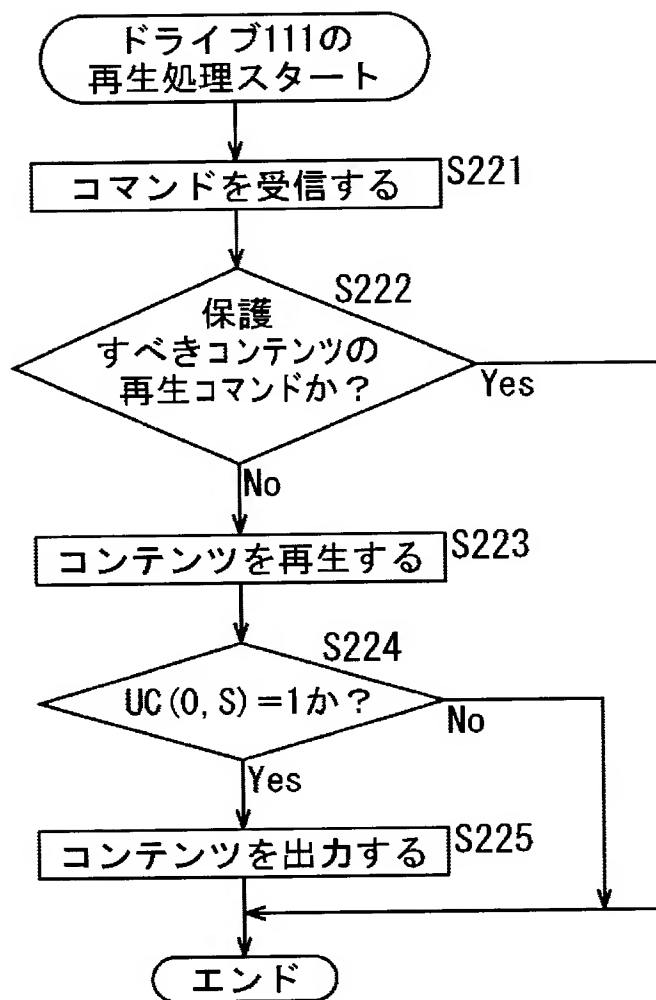 ドライブ111の
再生処理スタート
コマンドを受信する
S221
S222
保護
すべきコンテンツの
再生コマンドか？
Yes
No
コンテンツを再生する
S223
S224
UC(0,S)=1か？
No
Yes
コンテンツを出力する
S225
エンド